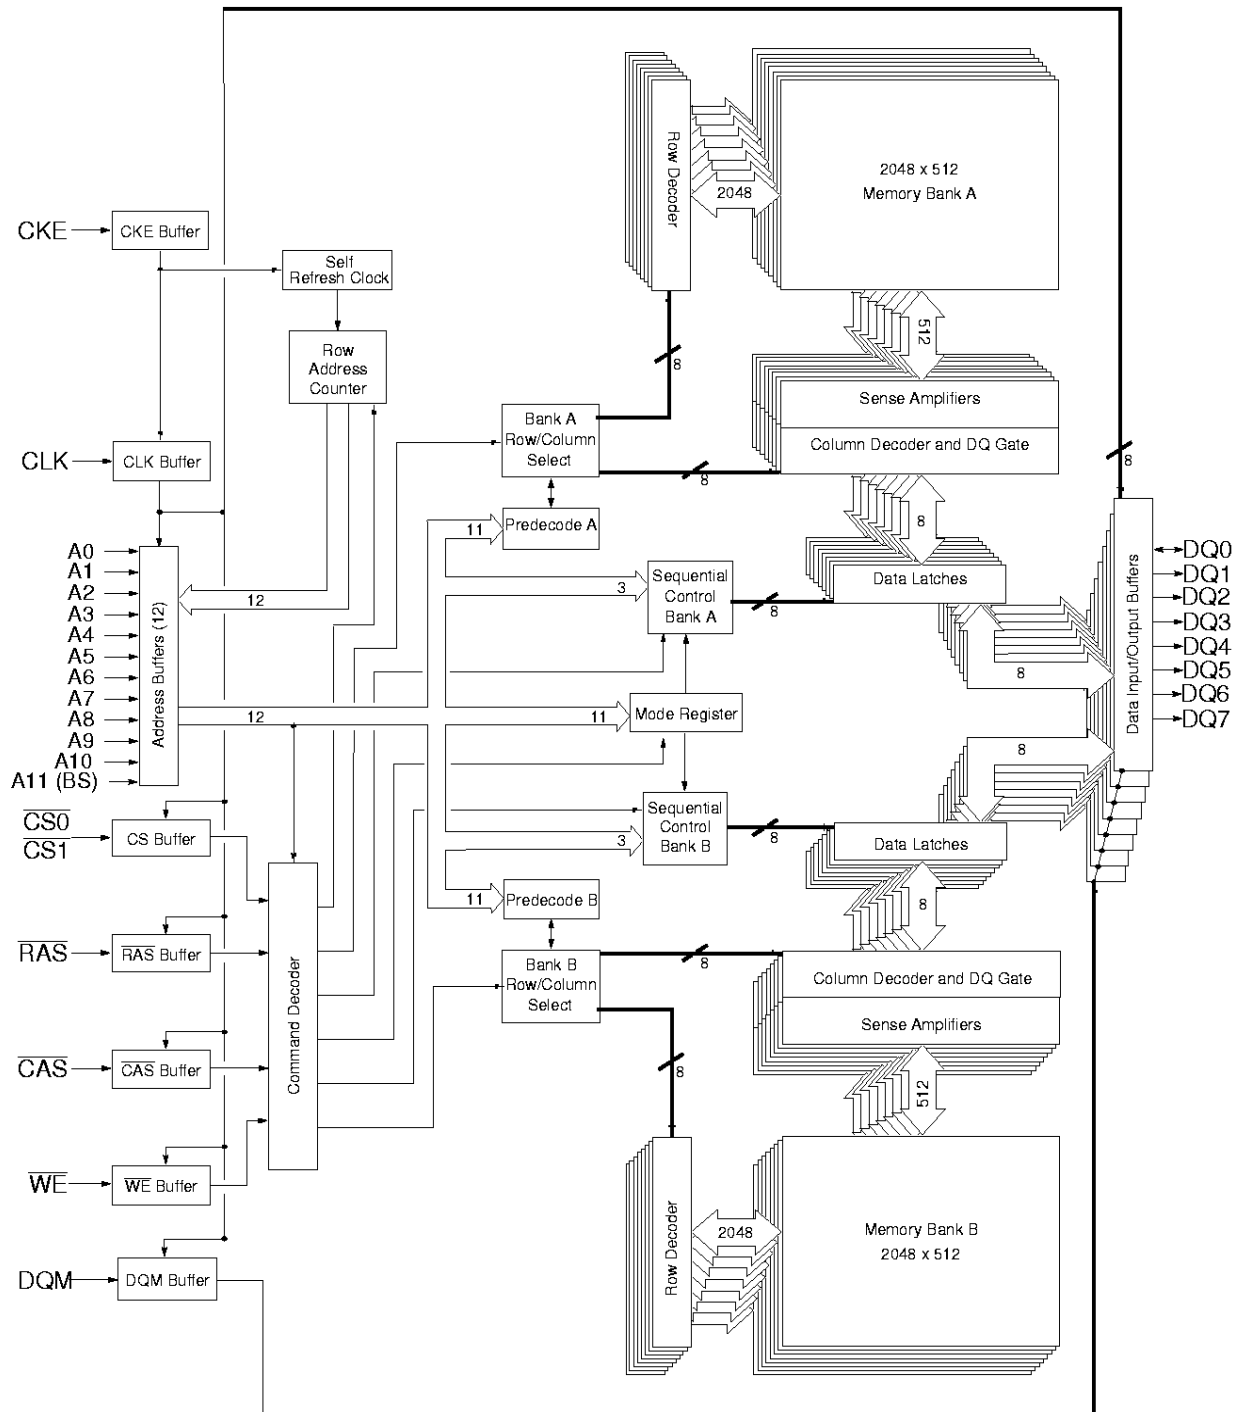 Row Decoder
2048
2048 x 512
Memory Bank A
CKE
CKE Buffer
Self
Refresh Clock
512
Row
Address
Counter
8
Sense Amplifiers
Bank A
Row/Column
Select
Column Decoder and DQ Gate
8
8
CLK
CLK Buffer
11
Predecode A
8
A0
A1
A2
A3
A4
A5
A6
A7
A8
A9
A10
A11 (BS)
Address Buffers (12)
12
3
Sequential
Control
Bank A
8
Data Latches
Data Input/Output Buffers
DQ0
DQ1
DQ2
DQ3
DQ4
DQ5
DQ6
DQ7
8
12
11
Mode Register
8
CS0
CS1
CS Buffer
3
Sequential
Control
Bank B
8
Data Latches
11
Predecode B
8
RAS
RAS Buffer
Command Decoder
Bank B
Row/Column
Select
8
Column Decoder and DQ Gate
Sense Amplifiers
CAS
CAS Buffer
8
512
WE
WE Buffer
Row Decoder
2048
Memory Bank B
2048 x 512
DQM
DQM Buffer